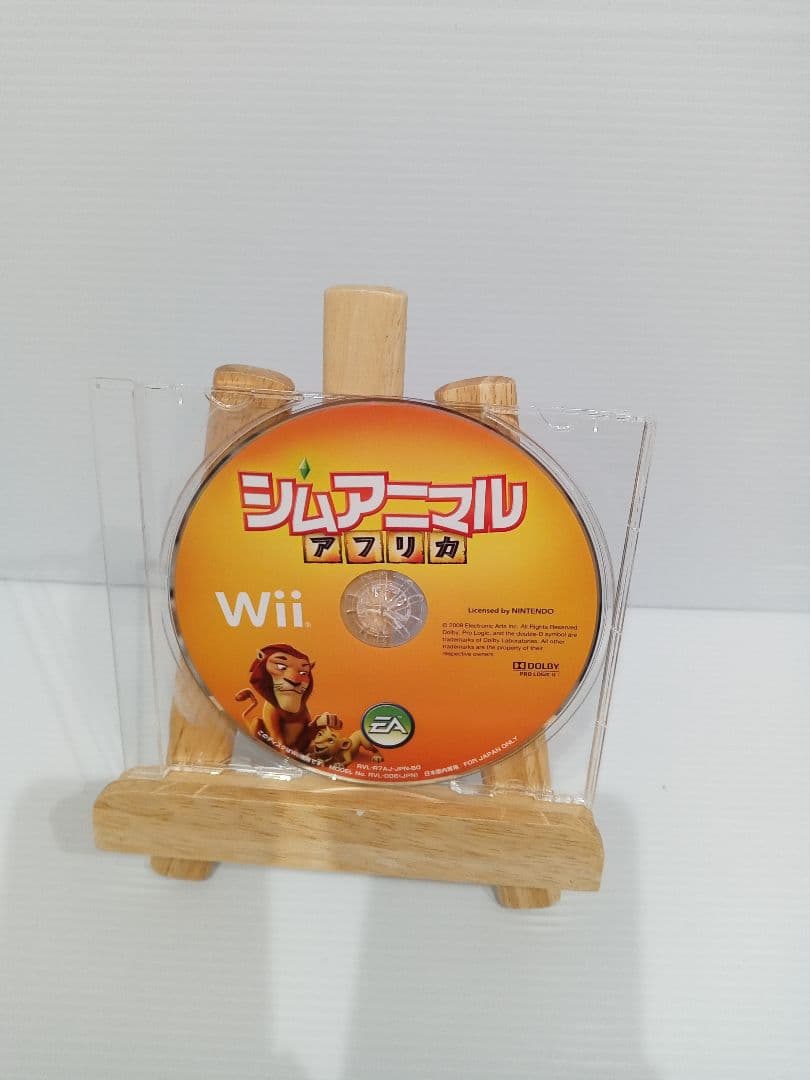 シムアニマル
アフリカ
Wii
Licensed by NINTENDO
© 2009 Electronic Arts Inc. All Rights Reserved.
Dolby, Pro Logic, and the double-D symbol are
trademarks of Dolby Laboratories. All other
trademarks are the property of their
respective owners.
DOLBY
PRO LOGIC II
EA
RVL-R7AJ-JPN-B0
MODEL No. RVL-006(JPN) 日本国内専用 FOR JAPAN ONLY